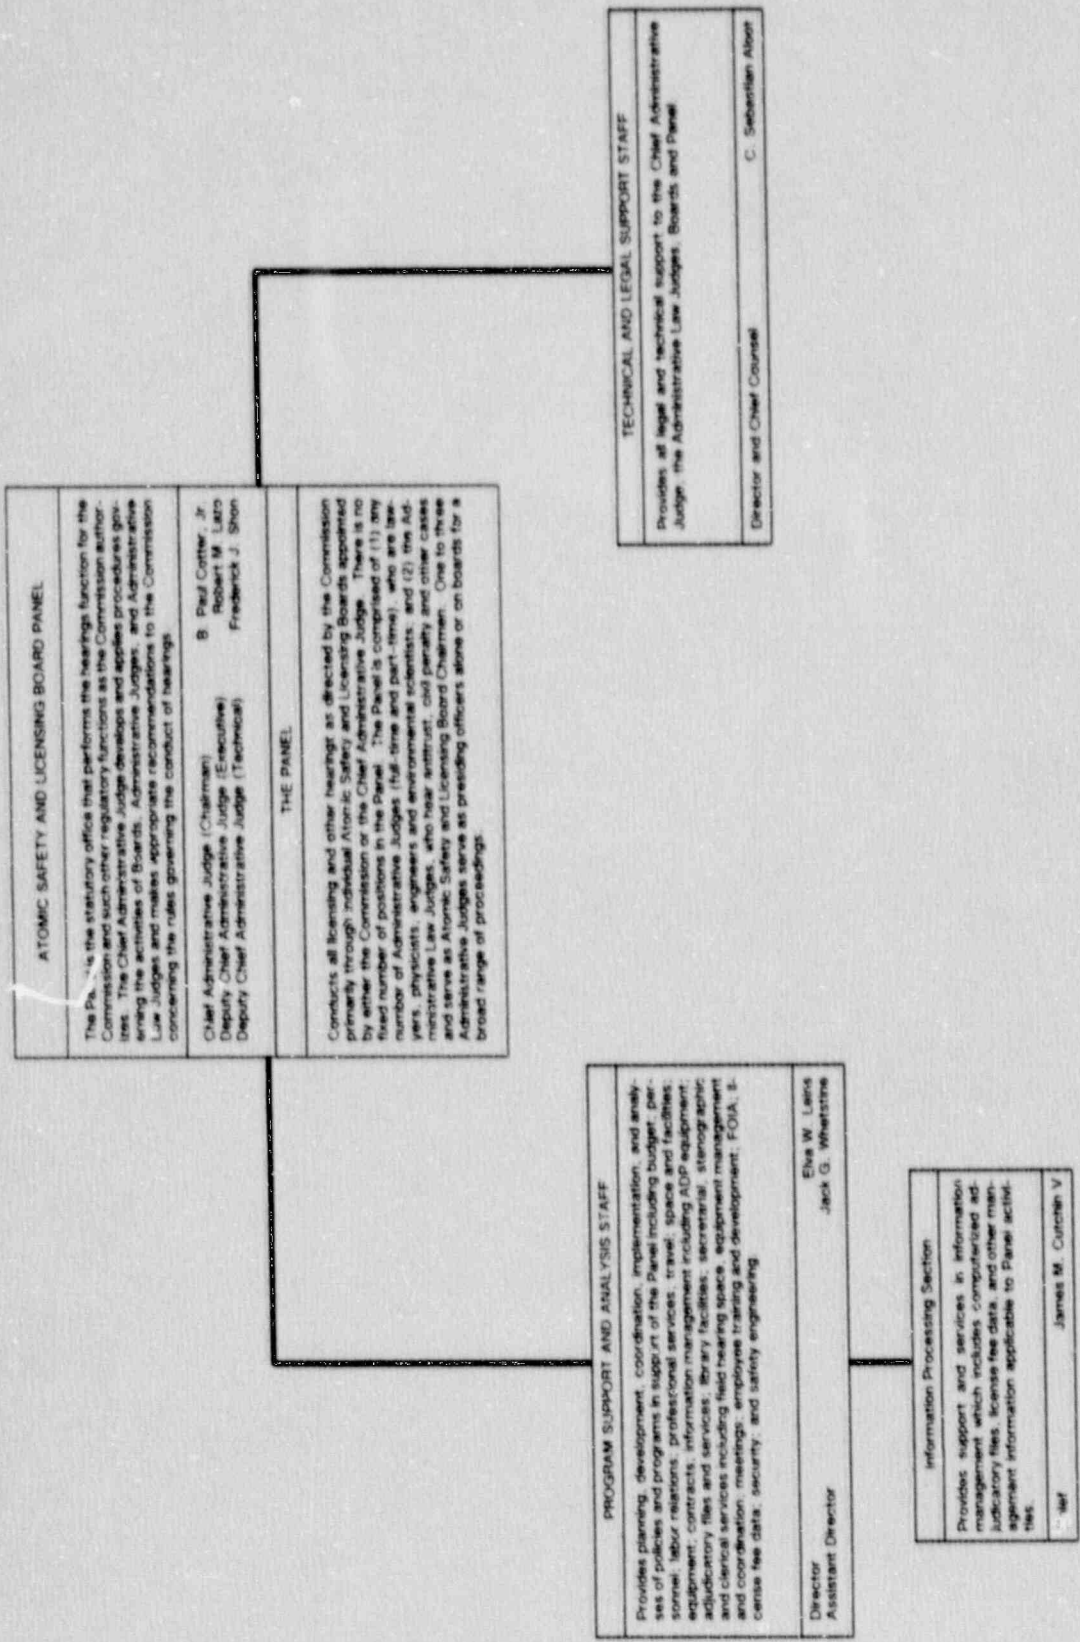 ATOMIC SAFETY AND LICENSING BOARD PANEL
The is the statutory office that performs the hearings function for the
Commission and such other regulatory functions as the Commission author-
izes. The Chief Administrative Judge develops and applies procedures gov-
erning the activities of Boards, Administrative Judges, and Administrative
Law Judges and makes appropriate recommendations to the Commission
concerning the rules governing the conduct of hearings.
Chief Administrative Judge (Chairman) B. Paul Cotter, Jr.
Deputy Chief Administrative Judge (Executive) Robert M. Lazo
Deputy Chief Administrative Judge (Technical) Frederick J. Shon
THE PANEL
Conducts all licensing and other hearings as directed by the Commission
primarily through individual Atomic Safety and Licensing Boards appointed
by either the Commission or the Chief Administrative Judge. There is no
fixed number of positions in the Panel. The Panel is comprised of (1) any
number of Administrative Judges (full-time and part-time), who are law-
yers, physicists, engineers and environmental scientists; and (2) the Ad-
ministrative Law Judges, who hear antitrust, civil penalty and other cases
and serve as Atomic Safety and Licensing Board Chairmen. One to three
Administrative Judges serve as presiding officers alone or on boards for a
broad range of proceedings.
PROGRAM SUPPORT AND ANALYSIS STAFF
Provides planning, development, coordination, implementation, and analy-
ses of policies and programs in support of the Panel including budget; per-
sonnel; labor relations; professional services; travel; space and facilities;
equipment; contracts; information management including ADP equipment;
adjudicatory files and services; library facilities; secretarial, stenographic
and clerical services including field hearing space, equipment management
and coordination; meetings; employee training and development; FOIA; li-
cense fee data; security; and safety engineering.
Director Elva W. Leins
Assistant Director Jack G. Whetstine
TECHNICAL AND LEGAL SUPPORT STAFF
Provides all legal and technical support to the Chief Administrative
Judge, the Administrative Law Judges, Boards and Panel.
Director and Chief Counsel C. Sebastian Aloot
Information Processing Section
Provides support and services in information
management which includes computerized ad-
judicatory files, license fee data, and other man-
agement information applicable to Panel activi-
ties.
James M. Cutchin V